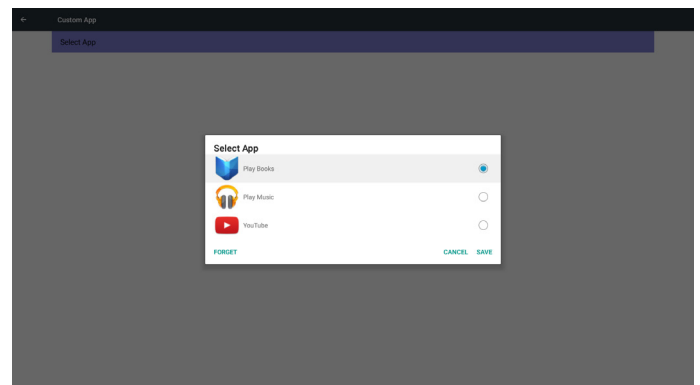 Custom App
Select App
Select App
Play Books
Play Music
YouTube
FORGET CANCEL SAVE